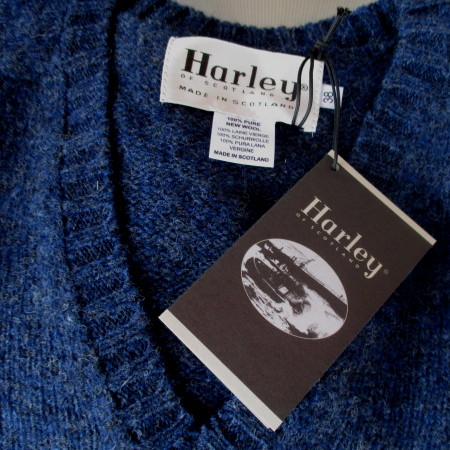 Harley®
OF SCOTLAND
MADE IN SCOTLAND
38
100% PURE
NEW WOOL
100% LAINE VIERGE
100% SCHURWOLLE
100% PURA LANA
VERGINE
MADE IN SCOTLAND
Harley®
OF SCOTLAND